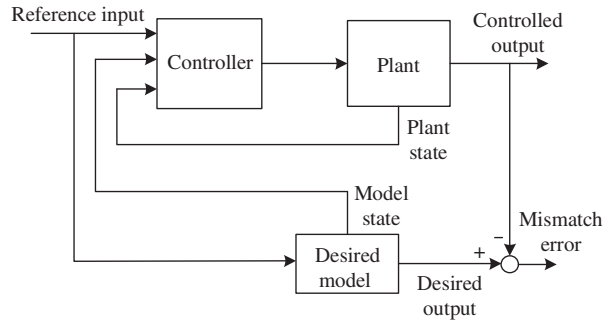 Reference input
Controller
Plant
Controlled
output
Plant
state
Model
state
Desired
model
Desired
output
+
−
Mismatch
error